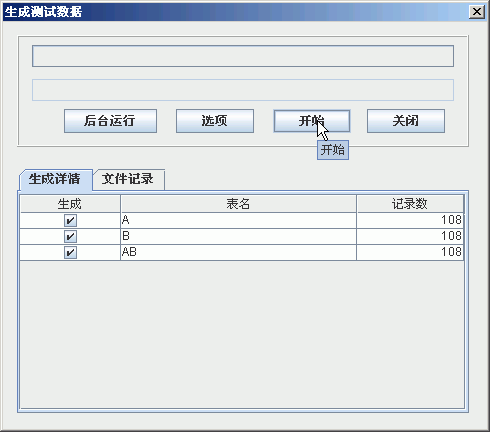 生成测试数据
后台运行 选项 开始 关闭
开始
生成详请 文件记录
生成 表名 记录数
A 108
B 108
AB 108